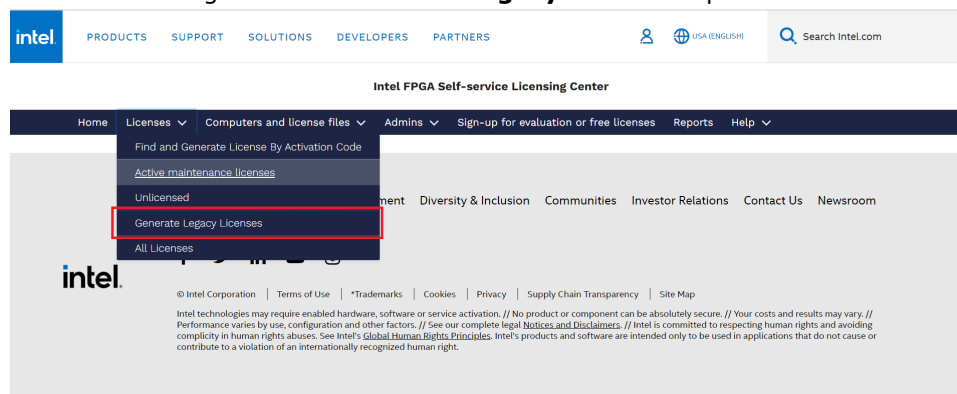 intel.
PRODUCTS SUPPORT SOLUTIONS DEVELOPERS PARTNERS USA (ENGLISH) Search Intel.com
Intel FPGA Self-service Licensing Center
Home Licenses Computers and license files Admins Sign-up for evaluation or free licenses Reports Help
Find and Generate License By Activation Code
Active maintenance licenses
Unlicensed
Diversity & Inclusion Communities Investor Relations Contact Us Newsroom
Generate Legacy Licenses
All Licenses
intel.
© Intel Corporation | Terms of Use | *Trademarks | Cookies | Privacy | Supply Chain Transparency | Site Map
Intel technologies may require enabled hardware, software or service activation. // No product or component can be absolutely secure. // Your costs and results may vary. //
Performance varies by use, configuration and other factors. // See our complete legal Notices and Disclaimers. // Intel is committed to respecting human rights and avoiding
complicity in human rights abuses. See Intel's Global Human Rights Principles. Intel's products and software are intended only to be used in applications that do not cause or
contribute to a violation of an internationally recognized human right.